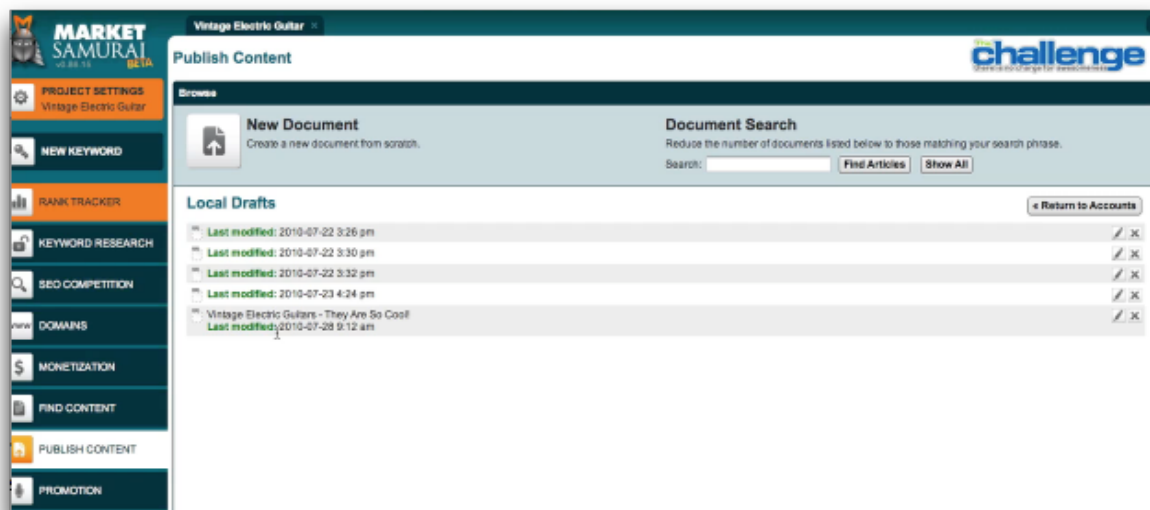 MARKET
SAMURAI
BETA
Vintage Electric Guitar ×
Publish Content
challenge
PROJECT SETTINGS
Vintage Electric Guitar
NEW KEYWORD
RANK TRACKER
KEYWORD RESEARCH
SEO COMPETITION
DOMAINS
MONETIZATION
FIND CONTENT
PUBLISH CONTENT
PROMOTION
Browse
New Document
Create a new document from scratch.
Document Search
Reduce the number of documents listed below to those matching your search phrase.
Search: Find Articles Show All
Local Drafts
« Return to Accounts
Last modified: 2010-07-22 3:26 pm
Last modified: 2010-07-22 3:30 pm
Last modified: 2010-07-22 3:32 pm
Last modified: 2010-07-23 4:24 pm
Vintage Electric Guitars - They Are So Cool!
Last modified: 2010-07-28 9:12 am